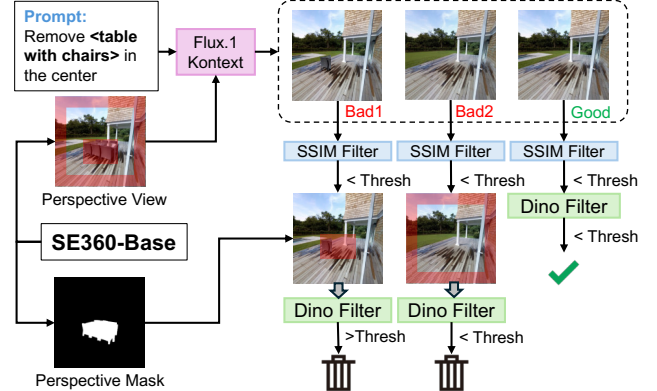 Prompt:
Remove <table
with chairs> in
the center
Flux.1
Kontext
Bad1
Bad2
Good
SSIM Filter
SSIM Filter
SSIM Filter
< Thresh
< Thresh
< Thresh
Perspective View
Dino Filter
< Thresh
SE360-Base
Dino Filter
Dino Filter
>Thresh
< Thresh
Perspective Mask